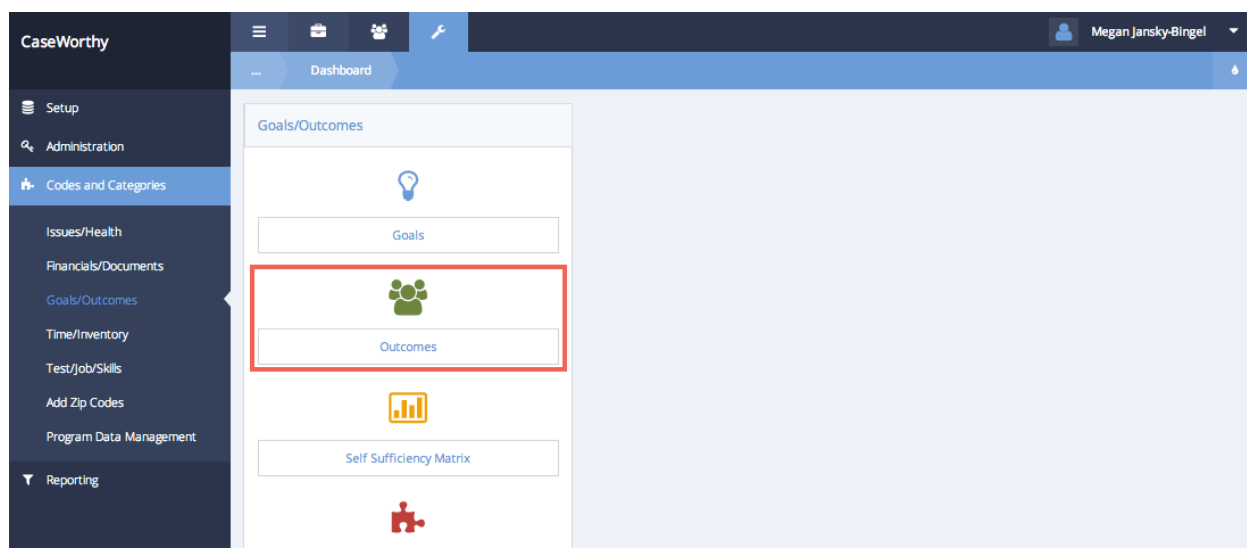 CaseWorthy
Megan Jansky-Bingel
... Dashboard
Setup
Administration
Codes and Categories
Issues/Health
Financials/Documents
Goals/Outcomes
Time/Inventory
Test/Job/Skills
Add Zip Codes
Program Data Management
Reporting
Goals/Outcomes
Goals
Outcomes
Self Sufficiency Matrix